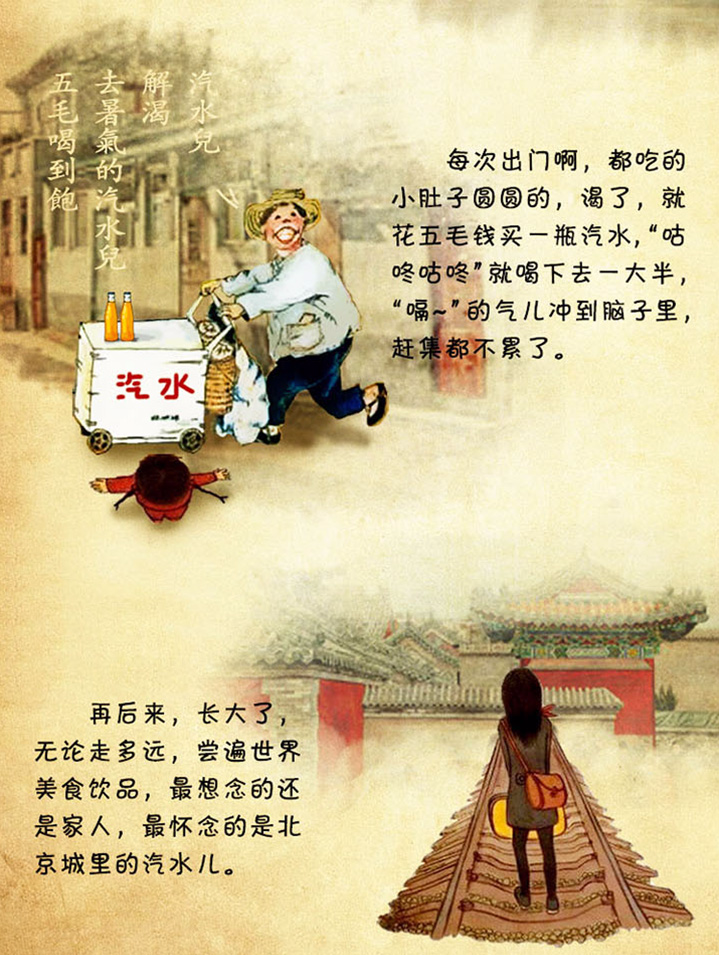 汽水兒
解渴
去暑氣的汽水兒
五毛喝到飽
每次出门啊，都吃的
小肚子圆圆的，渴了，就
花五毛钱买一瓶汽水，“咕
咚咕咚”就喝下去一大半，
“嗝~”的气儿冲到脑子里，
赶集都不累了。
汽水
再后来，长大了，
无论走多远，尝遍世界
美食饮品，最想念的还
是家人，最怀念的是北
京城里的汽水儿。